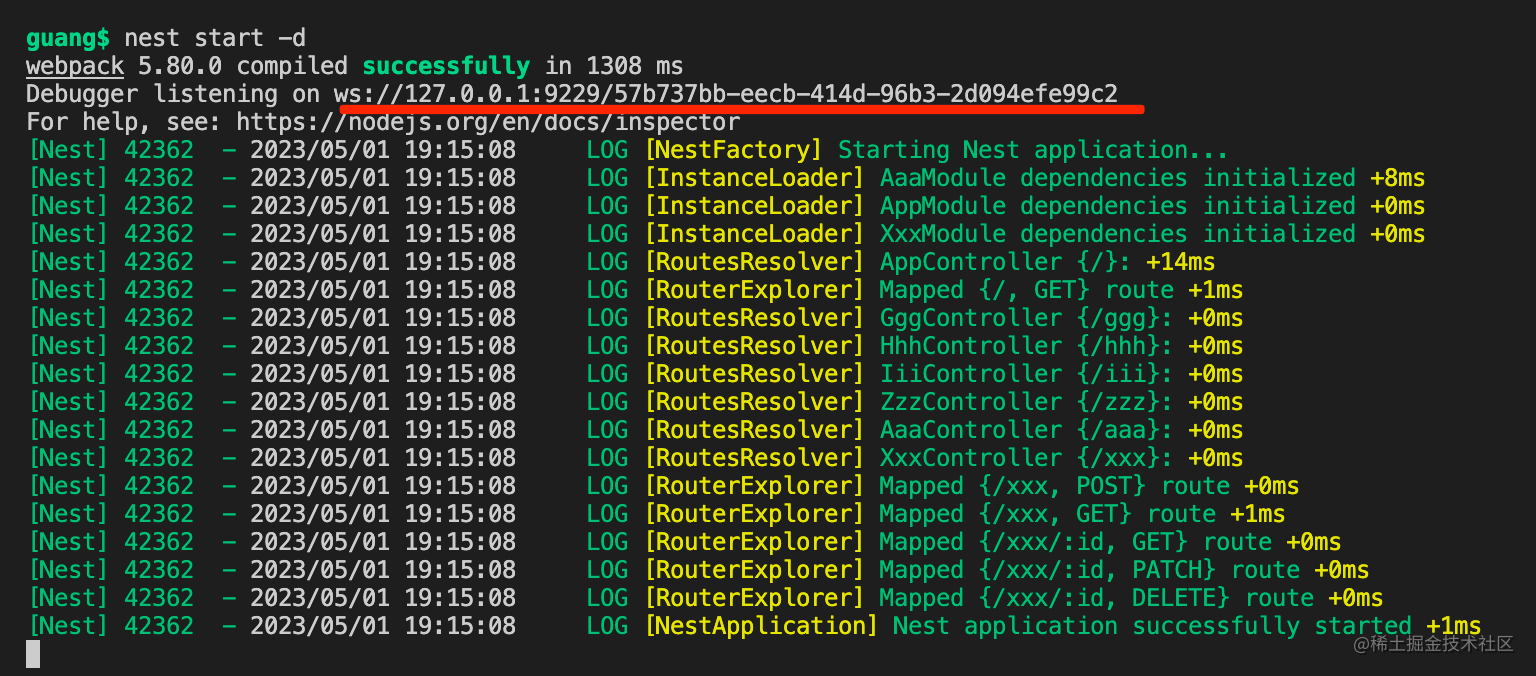 guang$ nest start -d
webpack 5.80.0 compiled successfully in 1308 ms
Debugger listening on ws://127.0.0.1:9229/57b737bb-eecb-414d-96b3-2d094efe99c2
For help, see: https://nodejs.org/en/docs/inspector
[Nest] 42362  - 2023/05/01 19:15:08     LOG [NestFactory] Starting Nest application...
[Nest] 42362  - 2023/05/01 19:15:08     LOG [InstanceLoader] AaaModule dependencies initialized +8ms
[Nest] 42362  - 2023/05/01 19:15:08     LOG [InstanceLoader] AppModule dependencies initialized +0ms
[Nest] 42362  - 2023/05/01 19:15:08     LOG [InstanceLoader] XxxModule dependencies initialized +0ms
[Nest] 42362  - 2023/05/01 19:15:08     LOG [RoutesResolver] AppController {/}: +14ms
[Nest] 42362  - 2023/05/01 19:15:08     LOG [RouterExplorer] Mapped {/, GET} route +1ms
[Nest] 42362  - 2023/05/01 19:15:08     LOG [RoutesResolver] GggController {/ggg}: +0ms
[Nest] 42362  - 2023/05/01 19:15:08     LOG [RoutesResolver] HhhController {/hhh}: +0ms
[Nest] 42362  - 2023/05/01 19:15:08     LOG [RoutesResolver] IiiController {/iii}: +0ms
[Nest] 42362  - 2023/05/01 19:15:08     LOG [RoutesResolver] ZzzController {/zzz}: +0ms
[Nest] 42362  - 2023/05/01 19:15:08     LOG [RoutesResolver] AaaController {/aaa}: +0ms
[Nest] 42362  - 2023/05/01 19:15:08     LOG [RoutesResolver] XxxController {/xxx}: +0ms
[Nest] 42362  - 2023/05/01 19:15:08     LOG [RouterExplorer] Mapped {/xxx, POST} route +0ms
[Nest] 42362  - 2023/05/01 19:15:08     LOG [RouterExplorer] Mapped {/xxx, GET} route +1ms
[Nest] 42362  - 2023/05/01 19:15:08     LOG [RouterExplorer] Mapped {/xxx/:id, GET} route +0ms
[Nest] 42362  - 2023/05/01 19:15:08     LOG [RouterExplorer] Mapped {/xxx/:id, PATCH} route +0ms
[Nest] 42362  - 2023/05/01 19:15:08     LOG [RouterExplorer] Mapped {/xxx/:id, DELETE} route +0ms
[Nest] 42362  - 2023/05/01 19:15:08     LOG [NestApplication] Nest application successfully started +1ms
@稀土掘金技术社区